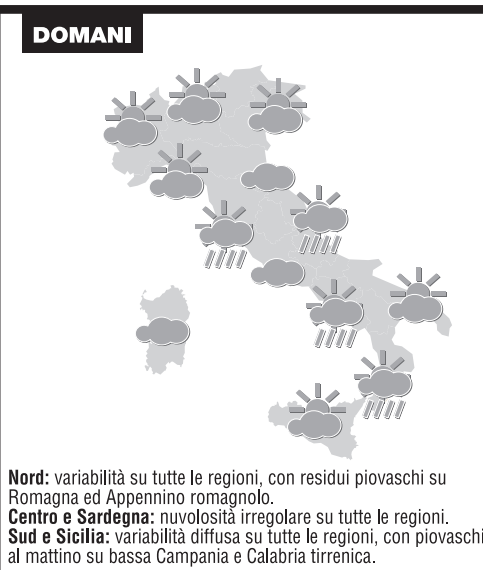 DOMANI
Nord: variabilità su tutte le regioni, con residui piovaschi su
Romagna ed Appennino romagnolo.
Centro e Sardegna: nuvolosità irregolare su tutte le regioni.
Sud e Sicilia: variabilità diffusa su tutte le regioni, con piovaschi
al mattino su bassa Campania e Calabria tirrenica.